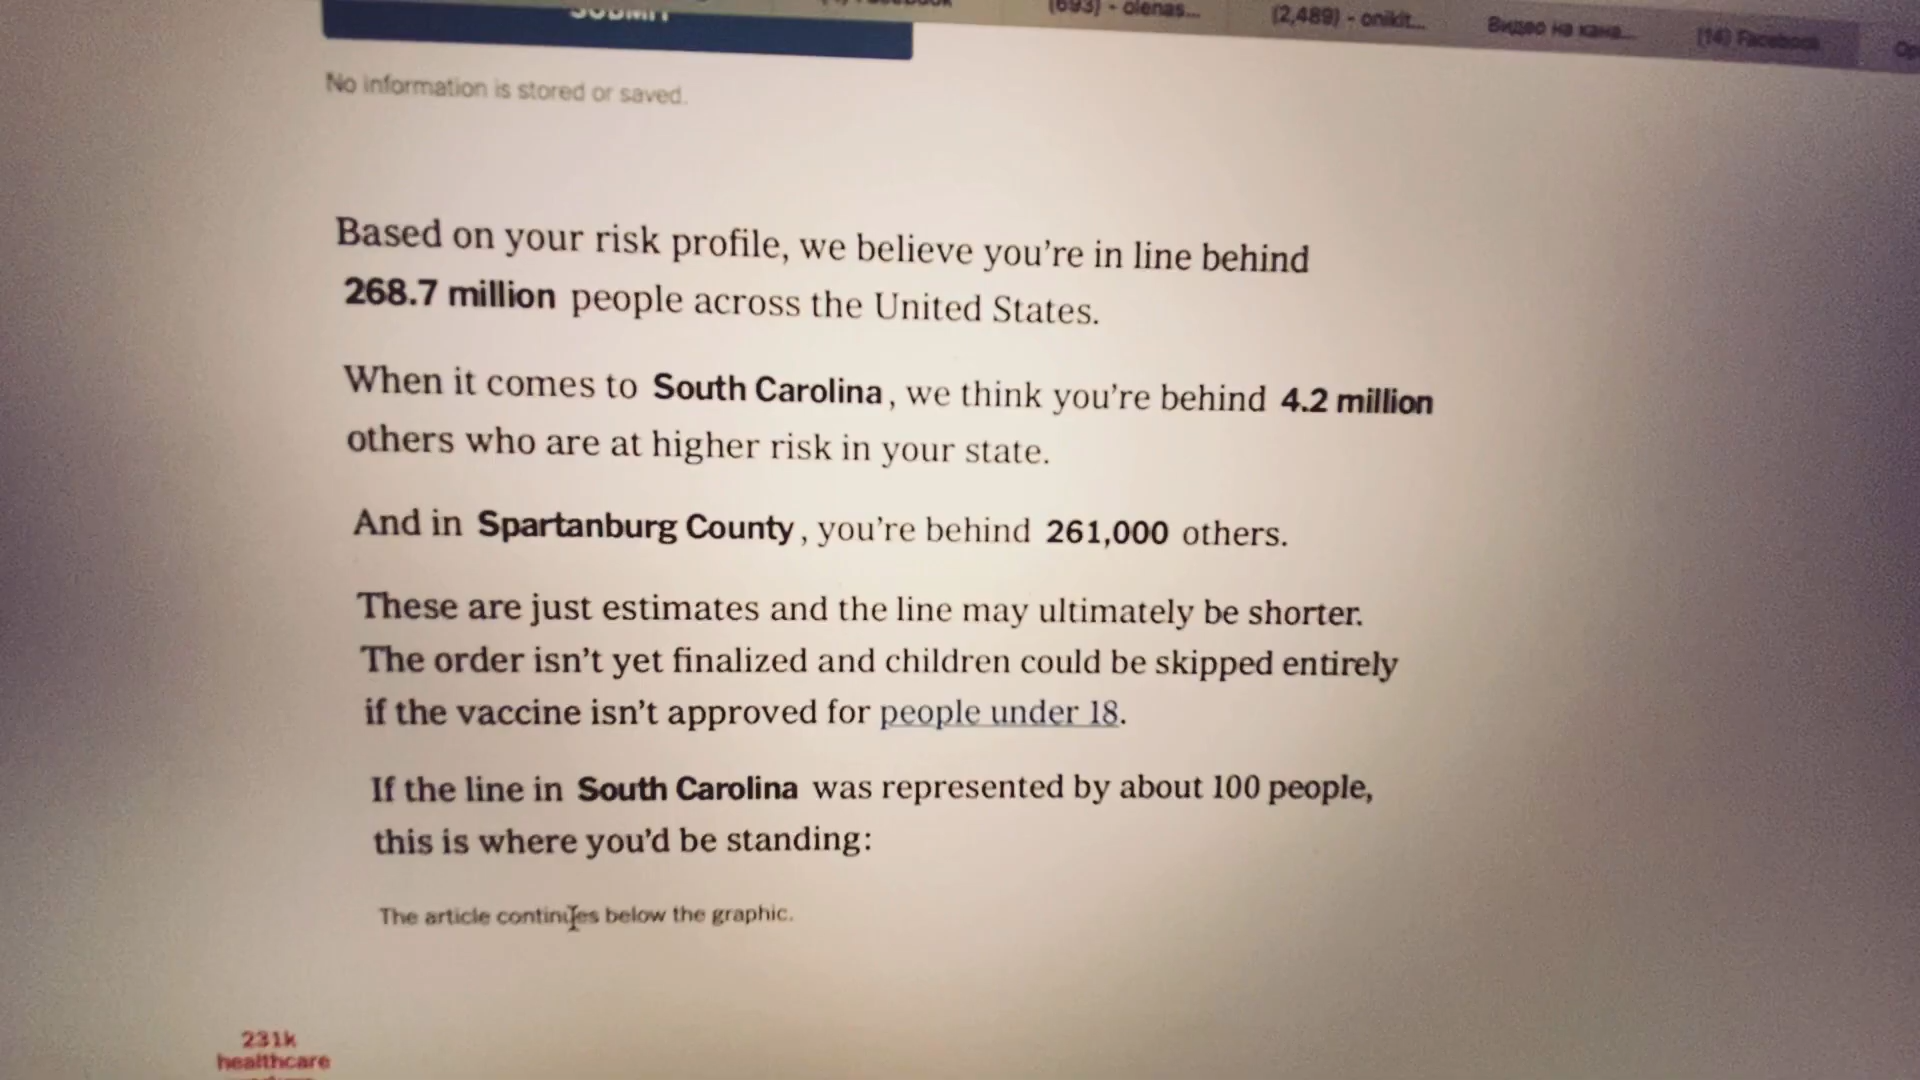 (693) - olenas...
(2,489) - onikit...
Видео на кана...
(14) Facebook
SUBMIT
No information is stored or saved.
Based on your risk profile, we believe you're in line behind
268.7 million people across the United States.
When it comes to South Carolina, we think you're behind 4.2 million
others who are at higher risk in your state.
And in Spartanburg County, you're behind 261,000 others.
These are just estimates and the line may ultimately be shorter.
The order isn't yet finalized and children could be skipped entirely
if the vaccine isn't approved for people under 18.
If the line in South Carolina was represented by about 100 people,
this is where you'd be standing:
The article continues below the graphic.
231k
healthcare